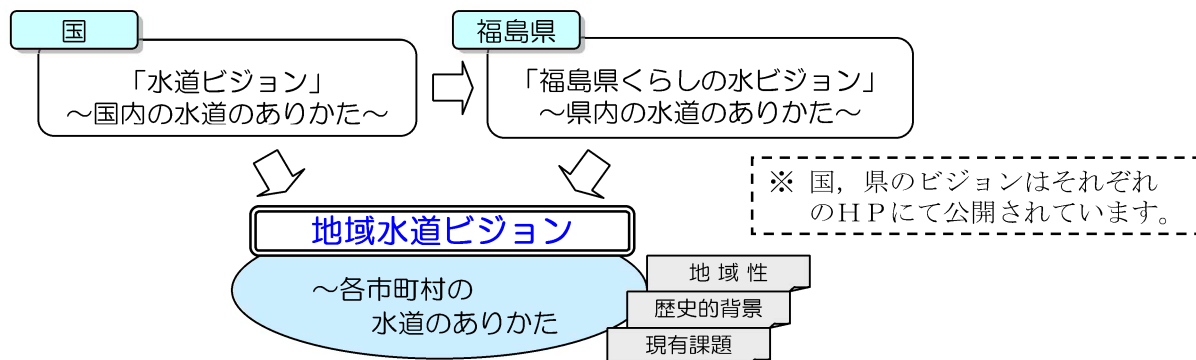 国
「水道ビジョン」
～国内の水道のありかた～
福島県
「福島県くらしの水ビジョン」
～県内の水道のありかた～
※ 国，県のビジョンはそれぞれ
のＨＰにて公開されています。
地域水道ビジョン
～各市町村の
水道のありかた
地 域 性
歴史的背景
現有課題